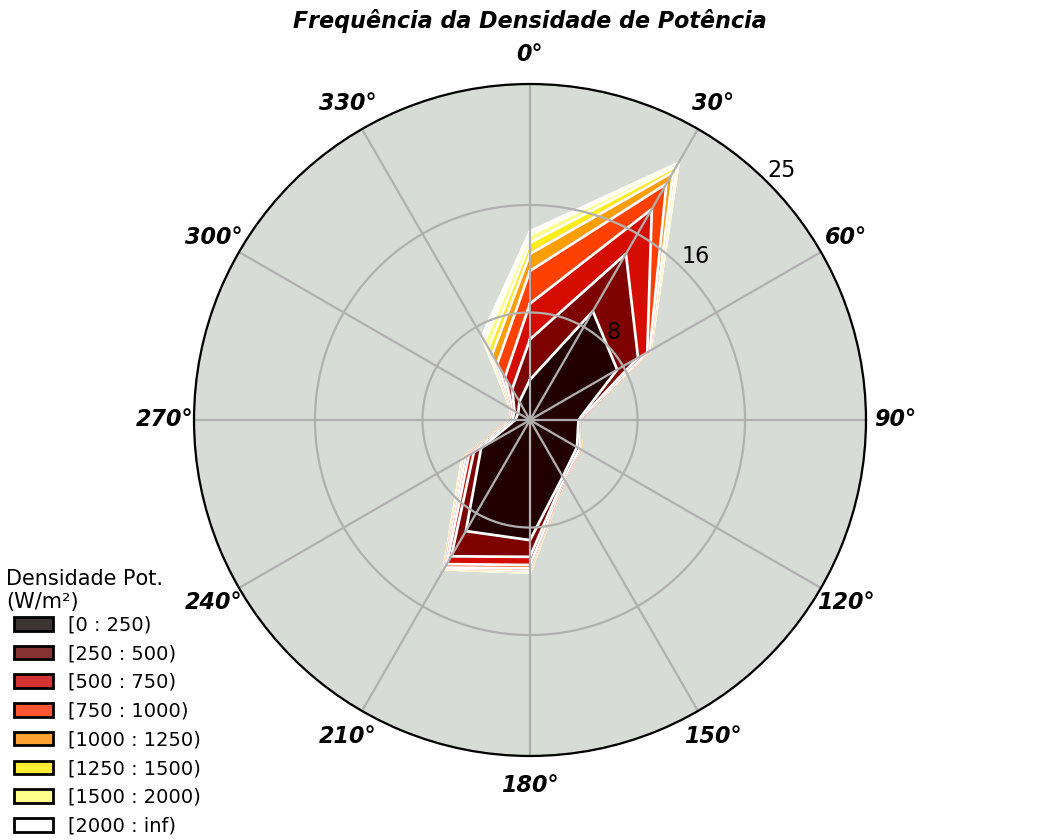 Frequência da Densidade de Potência
0°
330°
30°
25
300°
60°
16
8
270°
90°
Densidade Pot.
(W/m²)
240°
120°
[0 : 250)
[250 : 500)
[500 : 750)
[750 : 1000)
[1000 : 1250)
[1250 : 1500)
[1500 : 2000)
[2000 : inf)
210°
150°
180°